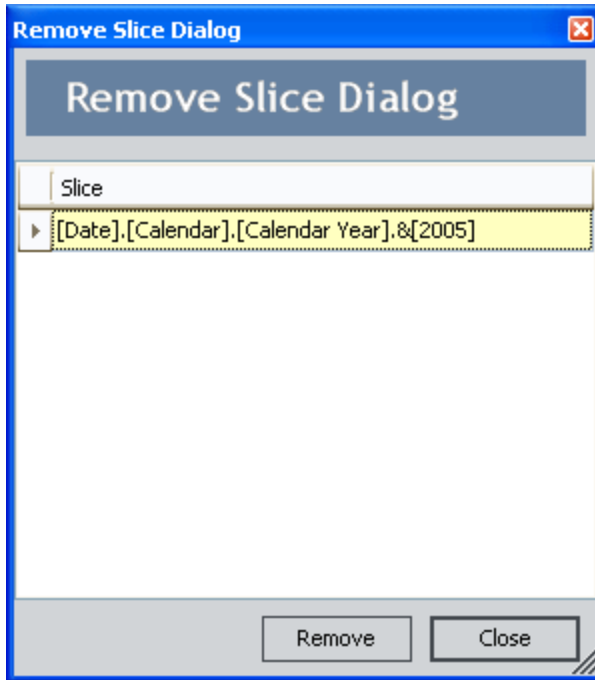 Remove Slice Dialog
Remove Slice Dialog
Slice
[Date].[Calendar].[Calendar Year].&[2005]
Remove Close